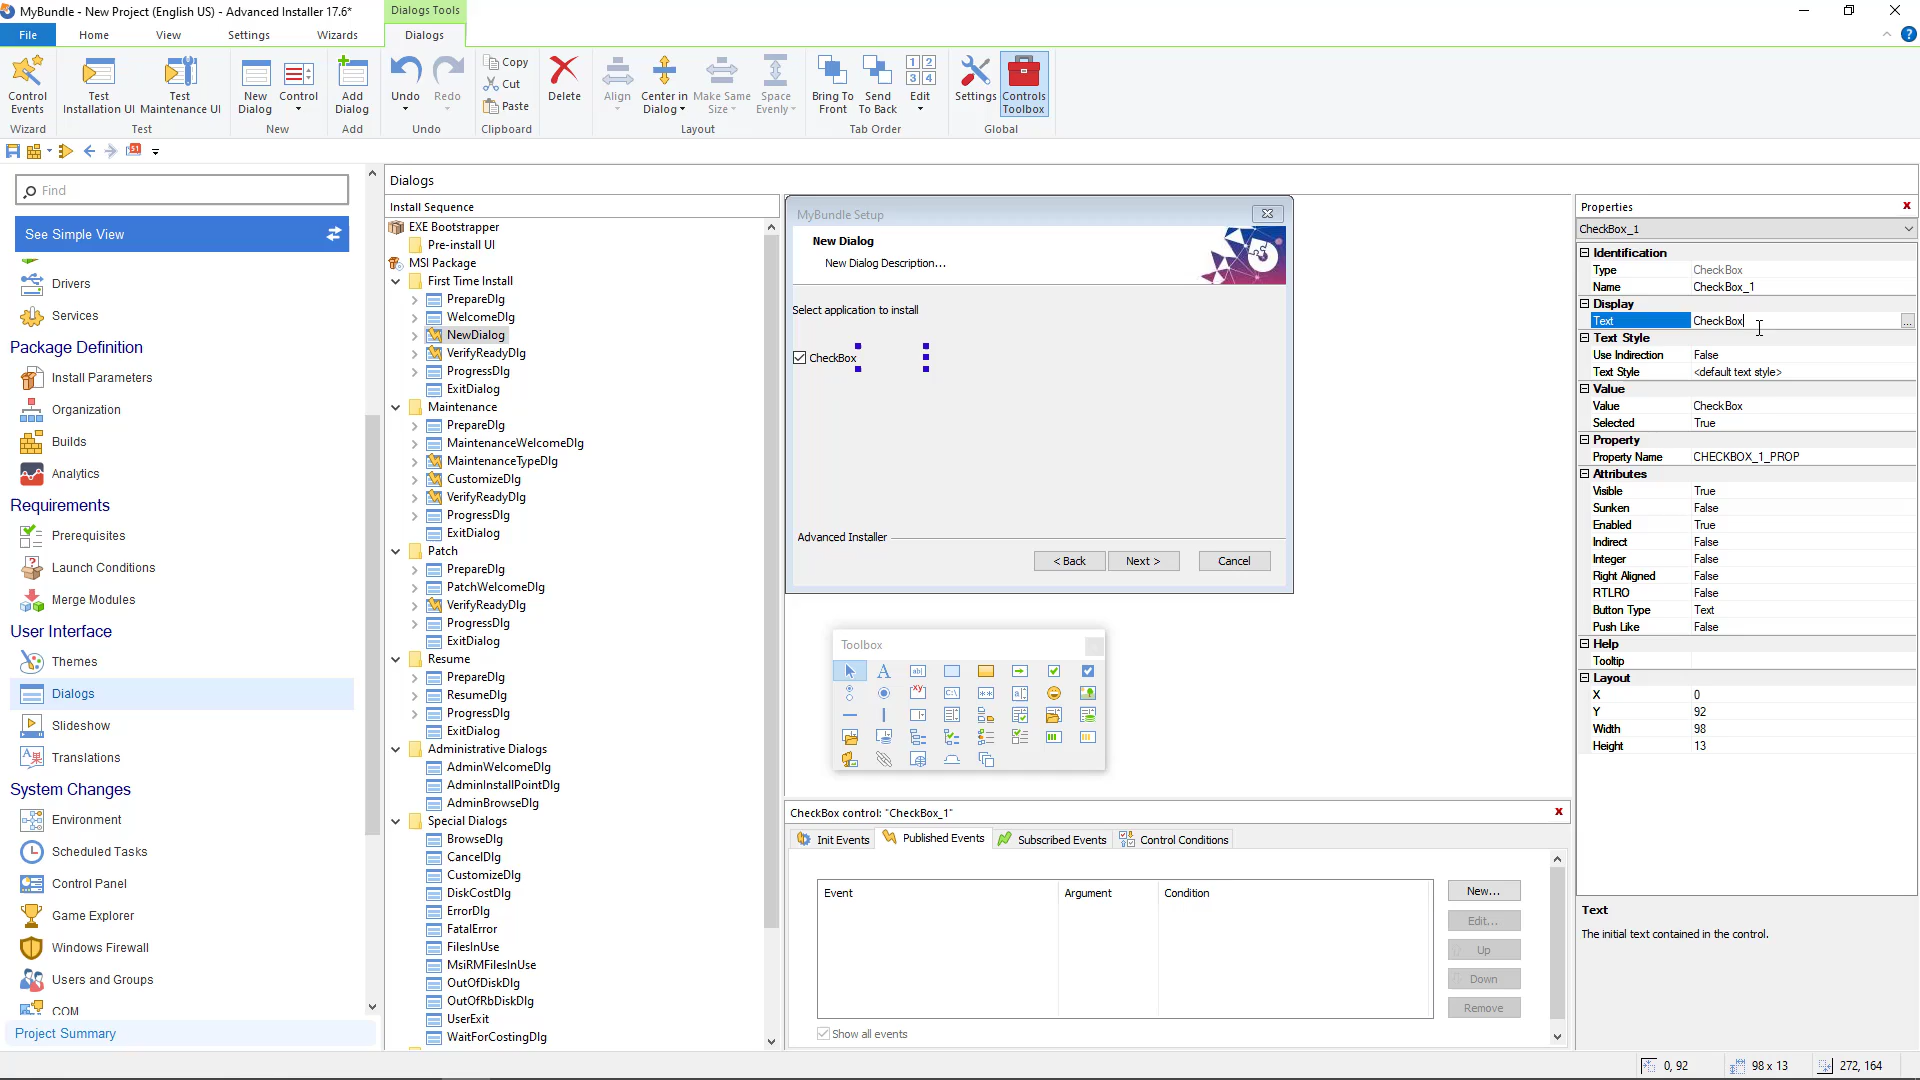 MyBundle - New Project (English US) - Advanced Installer 17.6*
Dialogs Tools
File
Home
View
Settings
Wizards
Dialogs
Control Events
Test Installation UI
Test Maintenance UI
New Dialog
Control
Add Dialog
Undo
Redo
Copy
Cut
Paste
Delete
Align
Center in Dialog
Make Same Size
Space Evenly
Bring To Front
Send To Back
Edit
Settings
Controls Toolbox
Wizard
Test
New
Add
Undo
Clipboard
Layout
Tab Order
Global
Find
See Simple View
Drivers
Services
Package Definition
Install Parameters
Organization
Builds
Analytics
Requirements
Prerequisites
Launch Conditions
Merge Modules
User Interface
Themes
Dialogs
Slideshow
Translations
System Changes
Environment
Scheduled Tasks
Control Panel
Game Explorer
Windows Firewall
Users and Groups
COM
Project Summary
Dialogs
Install Sequence
EXE Bootstrapper
Pre-install UI
MSI Package
First Time Install
PrepareDlg
WelcomeDlg
NewDialog
VerifyReadyDlg
ProgressDlg
ExitDialog
Maintenance
PrepareDlg
MaintenanceWelcomeDlg
MaintenanceTypeDlg
CustomizeDlg
VerifyReadyDlg
ProgressDlg
ExitDialog
Patch
PrepareDlg
PatchWelcomeDlg
VerifyReadyDlg
ProgressDlg
ExitDialog
Resume
PrepareDlg
ResumeDlg
ProgressDlg
ExitDialog
Administrative Dialogs
AdminWelcomeDlg
AdminInstallPointDlg
AdminBrowseDlg
Special Dialogs
BrowseDlg
CancelDlg
CustomizeDlg
DiskCostDlg
ErrorDlg
FatalError
FilesInUse
MsiRMFilesInUse
OutOfDiskDlg
OutOfRbDiskDlg
UserExit
WaitForCostingDlg
MyBundle Setup
New Dialog
New Dialog Description...
Select application to install
CheckBox
Advanced Installer
< Back
Next >
Cancel
Toolbox
CheckBox control: "CheckBox_1"
Init Events
Published Events
Subscribed Events
Control Conditions
Event
Argument
Condition
New...
Edit...
Up
Down
Remove
Show all events
Properties
CheckBox_1
Identification
Type CheckBox
Name CheckBox_1
Display
Text CheckBox
Text Style
Use Indirection False
Text Style <default text style>
Value
Value CheckBox
Selected True
Property
Property Name CHECKBOX_1_PROP
Attributes
Visible True
Sunken False
Enabled True
Indirect False
Integer False
Right Aligned False
RTLRO False
Button Type Text
Push Like False
Help
Tooltip
Layout
X 0
Y 92
Width 98
Height 13
Text
The initial text contained in the control.
0, 92
98 x 13
272, 164